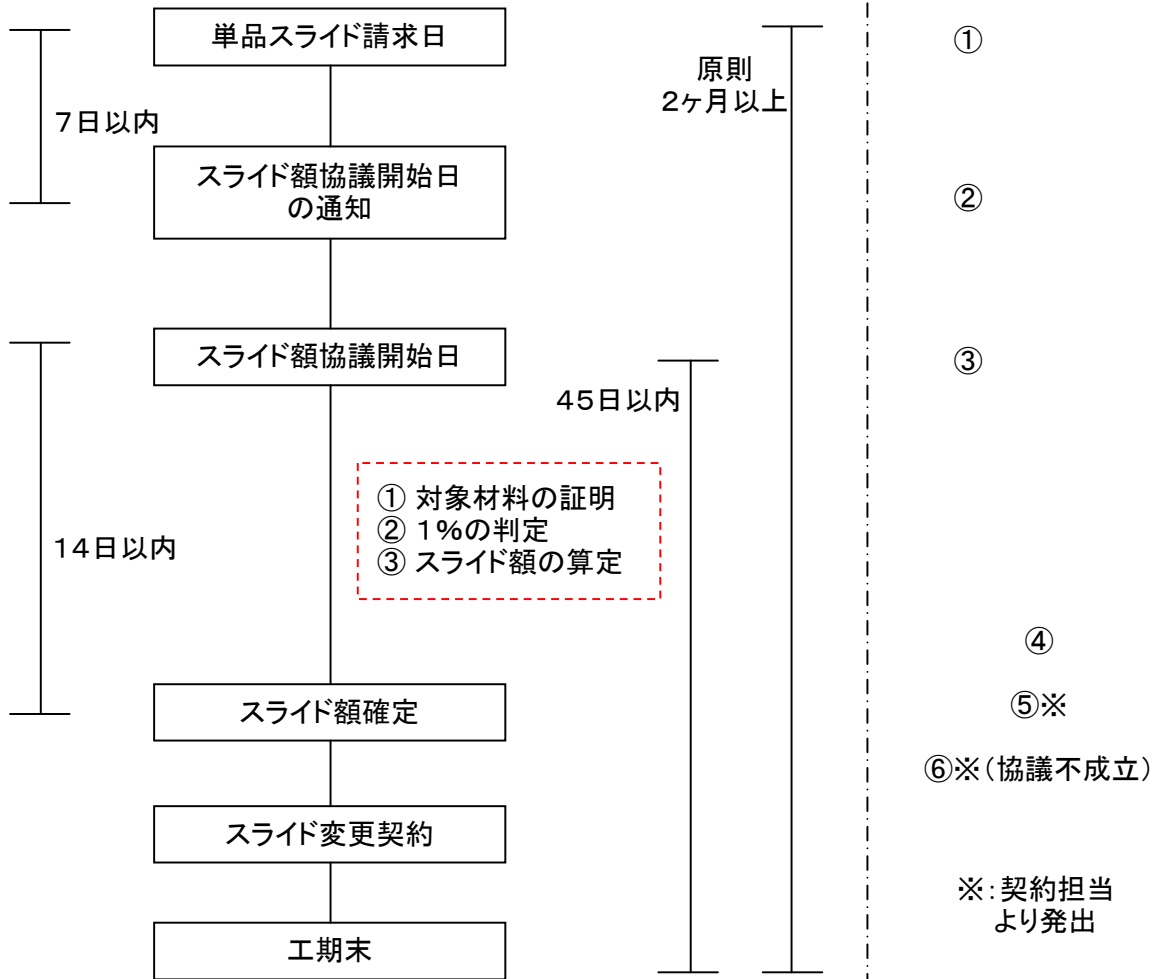 単品スライド請求日
①
原則
2ヶ月以上
7日以内
スライド額協議開始日
の通知
②
スライド額協議開始日
③
45日以内
① 対象材料の証明
② 1%の判定
③ スライド額の算定
14日以内
④
スライド額確定
⑤※
⑥※(協議不成立)
スライド変更契約
※:契約担当
より発出
工期末